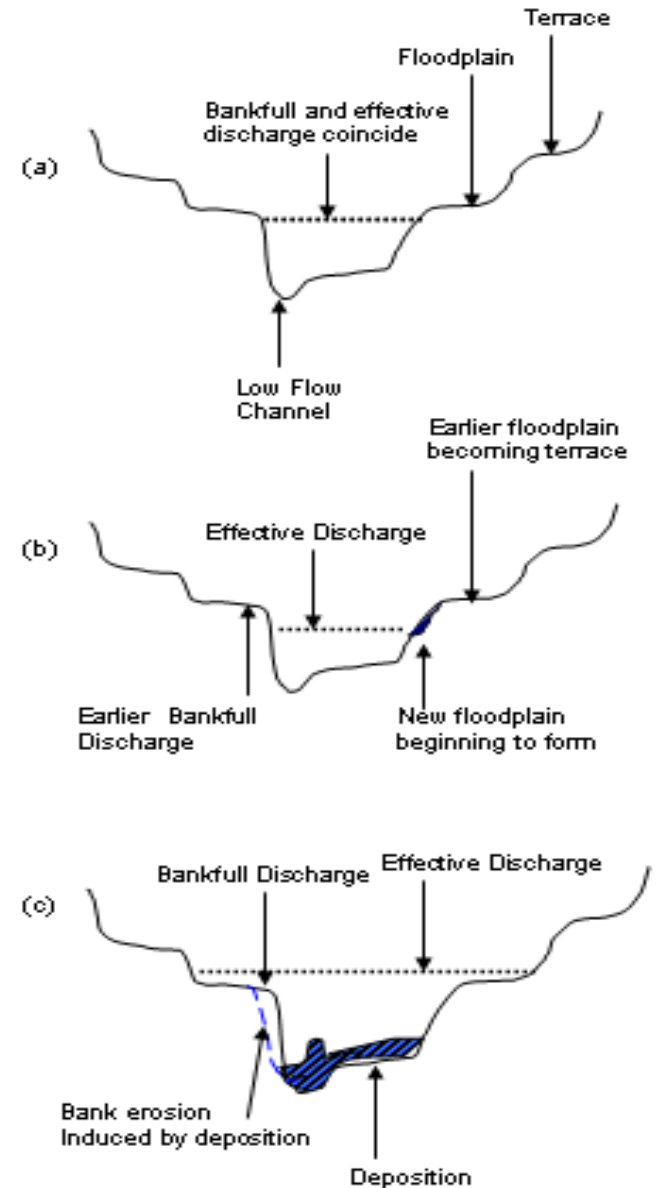 Terrace
Floodplain
Bankfull and effective
discharge coincide
(a)
Low Flow
Channel
Earlier floodplain
becoming terrace
Effective Discharge
(b)
Earlier Bankfull
Discharge
New floodplain
beginning to form
Bankfull Discharge
Effective Discharge
(c)
Bank erosion
Induced by deposition
Deposition